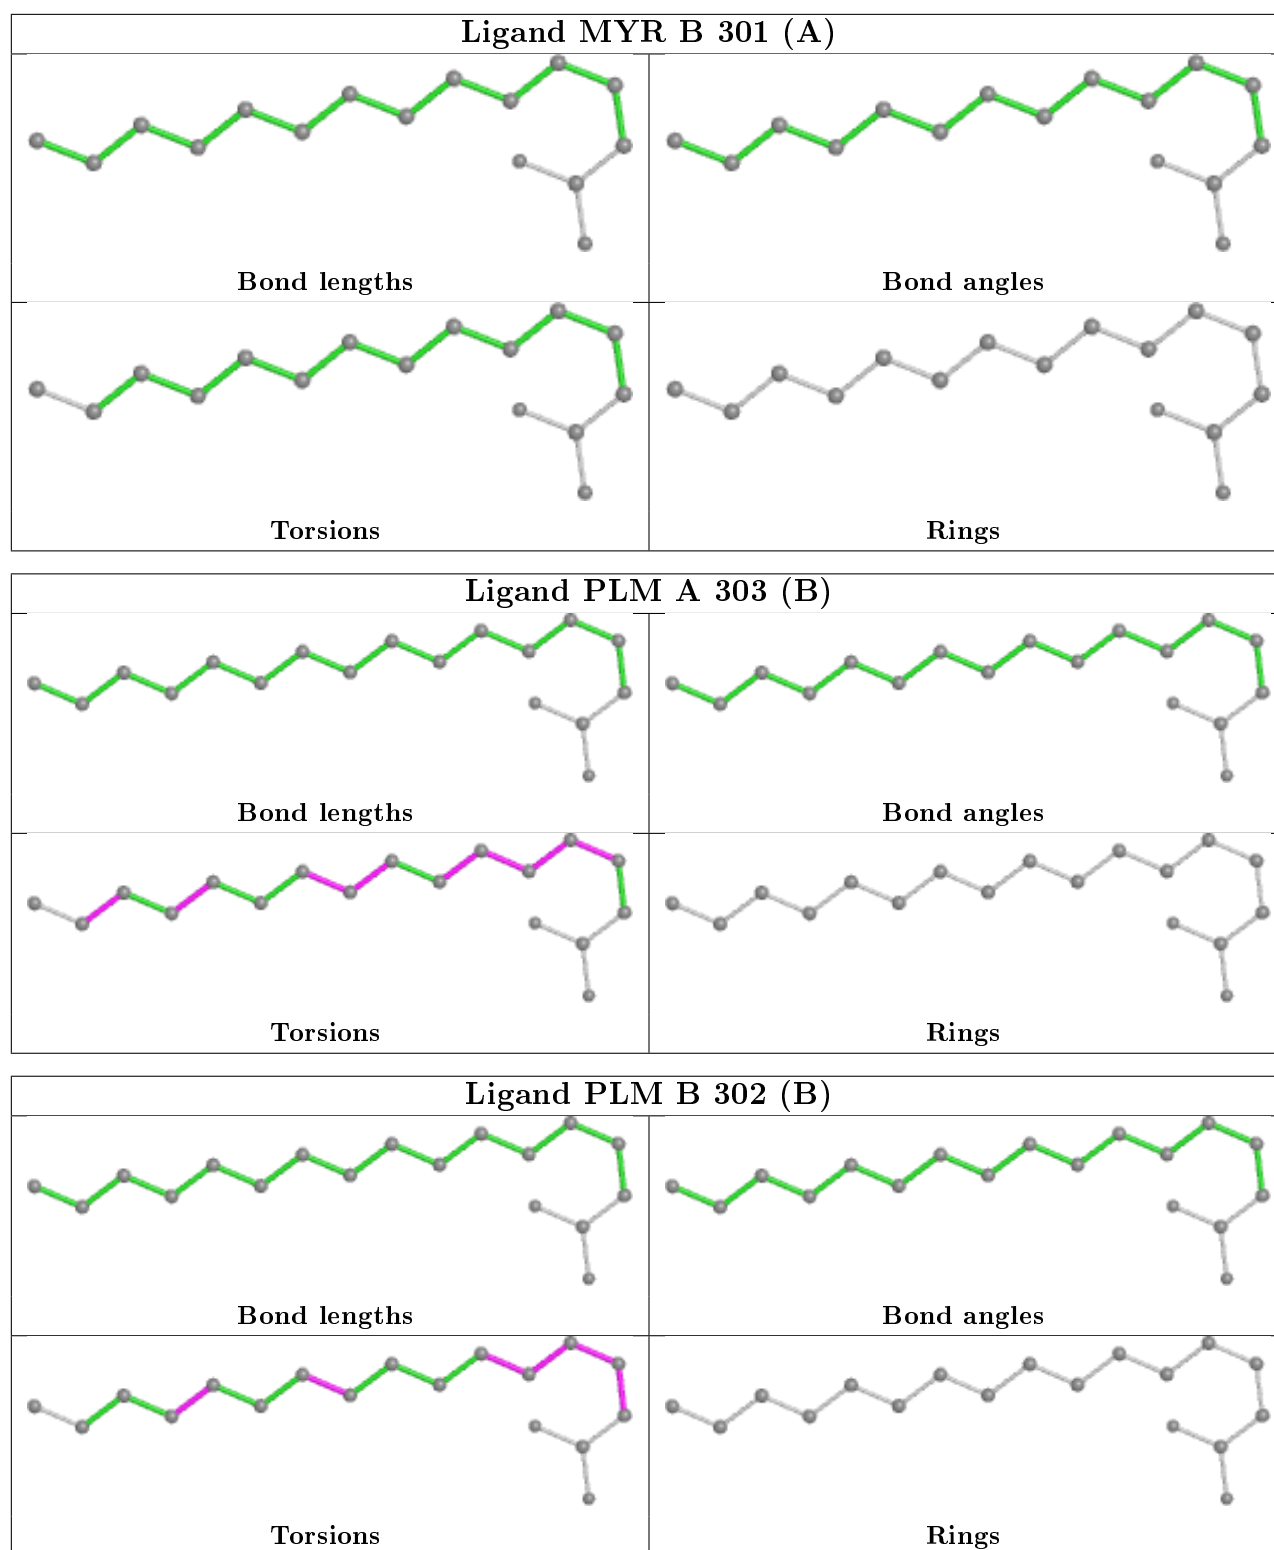 Ligand MYR B 301 (A)
Bond lengths
Bond angles
Torsions
Rings
Ligand PLM A 303 (B)
Bond lengths
Bond angles
Torsions
Rings
Ligand PLM B 302 (B)
Bond lengths
Bond angles
Torsions
Rings